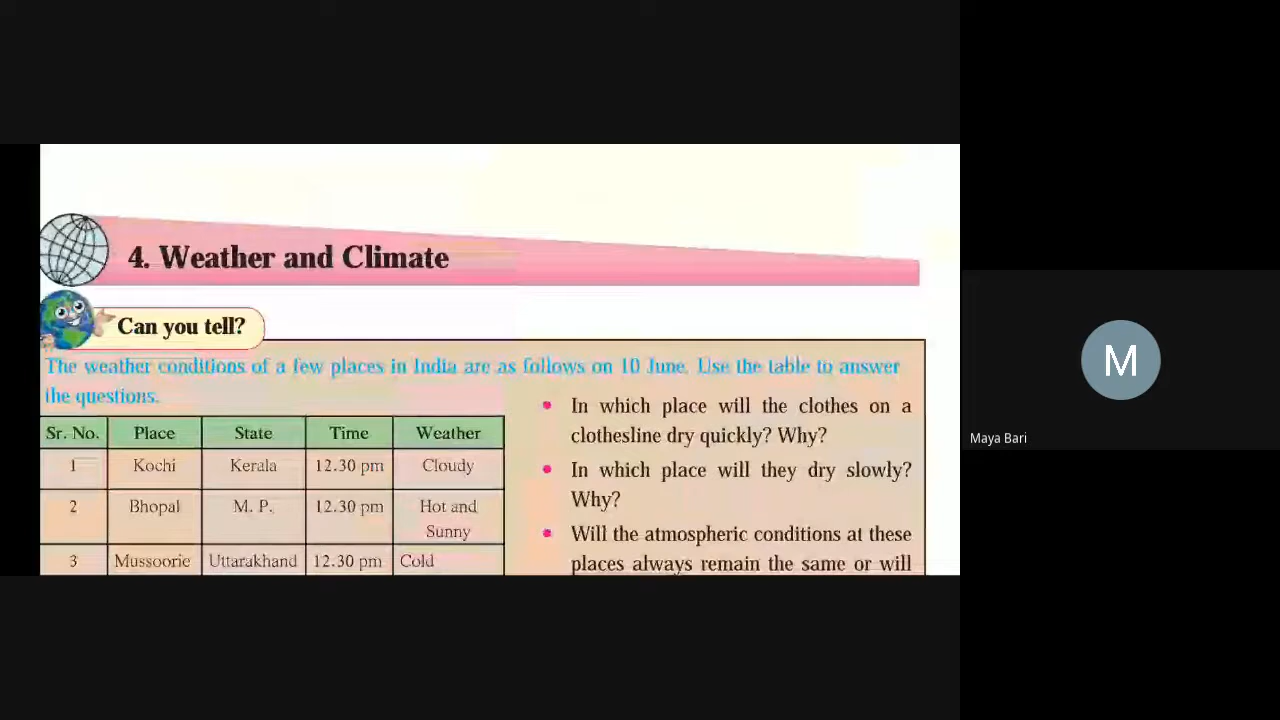 4. Weather and Climate
Can you tell?
The weather conditions of a few places in India are as follows on 10 June. Use the table to answer
the questions.
Sr. No. Place State Time Weather
1 Kochi Kerala 12.30 pm Cloudy
2 Bhopal M. P. 12.30 pm Hot and
Sunny
3 Mussoorie Uttarakhand 12.30 pm Cold
• In which place will the clothes on a
clothesline dry quickly? Why?
• In which place will they dry slowly?
Why?
• Will the atmospheric conditions at these
places always remain the same or will
M
Maya Bari